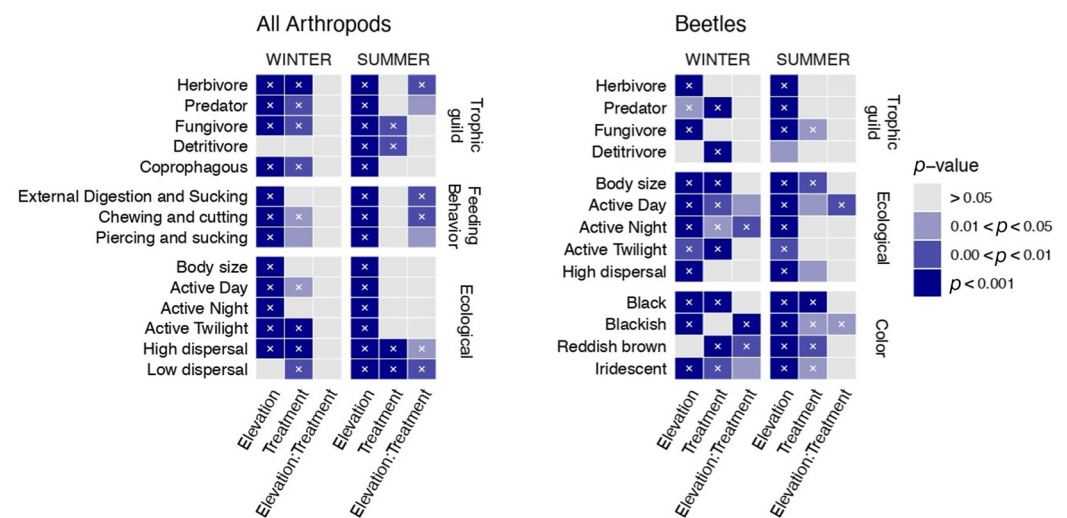 All Arthropods
WINTER SUMMER
Herbivore
Predator
Fungivore
Detritivore
Coprophagous
Trophic
guild
External Digestion and Sucking
Chewing and cutting
Piercing and sucking
Feeding
Behavior
Body size
Active Day
Active Night
Active Twilight
High dispersal
Low dispersal
Ecological
Elevation
Treatment
Elevation:Treatment
Elevation
Treatment
Elevation:Treatment
Beetles
WINTER SUMMER
Herbivore
Predator
Fungivore
Detitrivore
Trophic
guild
Body size
Active Day
Active Night
Active Twilight
High dispersal
Ecological
Black
Blackish
Reddish brown
Iridescent
Color
Elevation
Treatment
Elevation:Treatment
Elevation
Treatment
Elevation:Treatment
p-value
> 0.05
0.01 < p < 0.05
0.00 < p < 0.01
p < 0.001